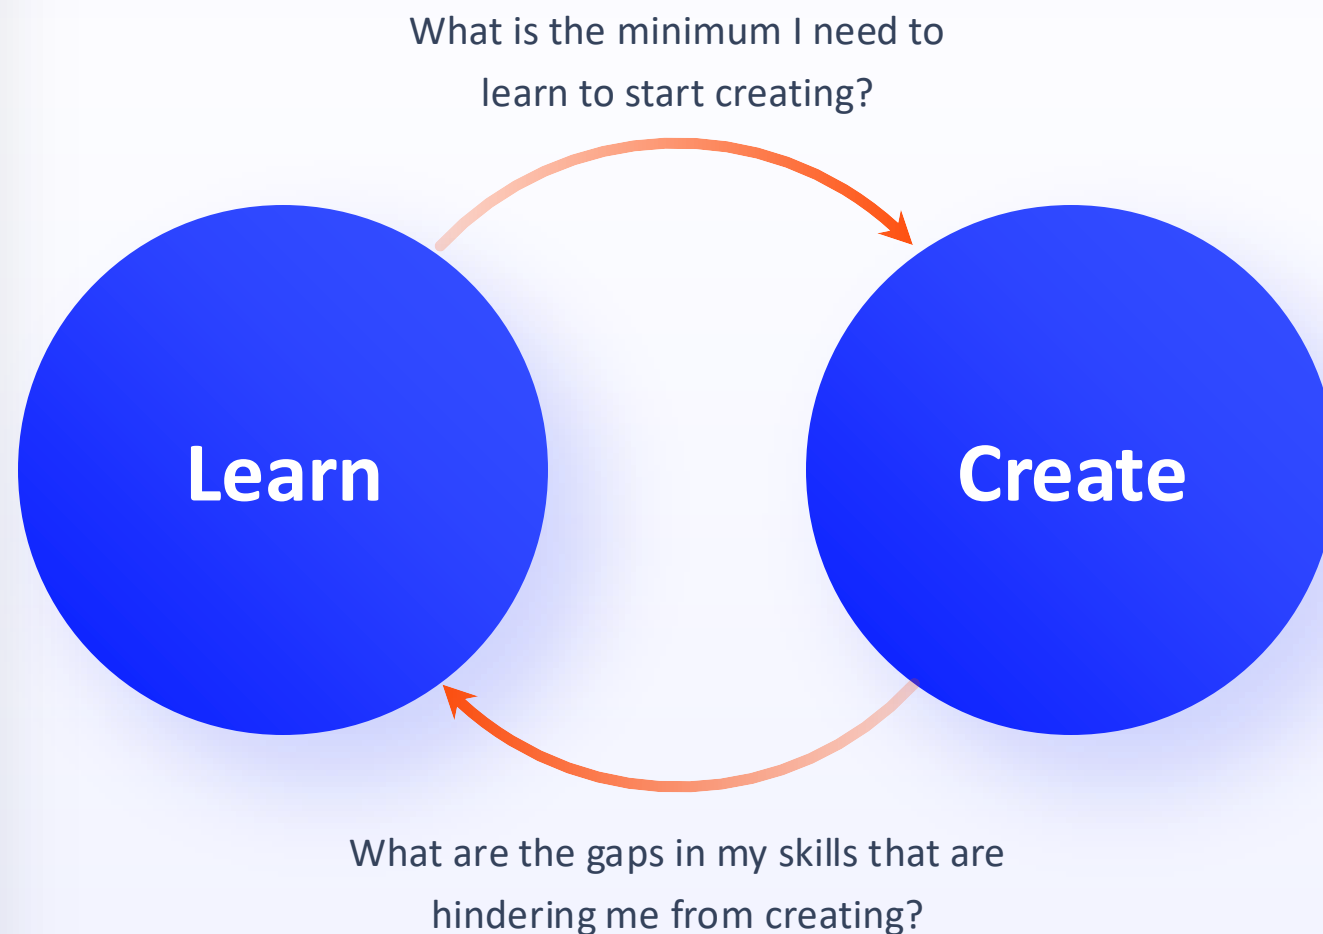 What is the minimum I need to
learn to start creating?
Learn
Create
What are the gaps in my skills that are
hindering me from creating?